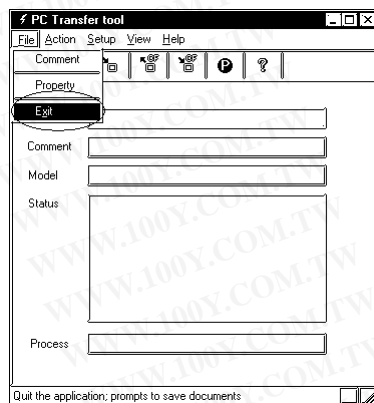 PC Transfer tool
File Action Setup View Help
Comment
Property
Exit
P ?
Comment
Model
Status
Process
Quit the application; prompts to save documents
WWW.100Y.COM.TW